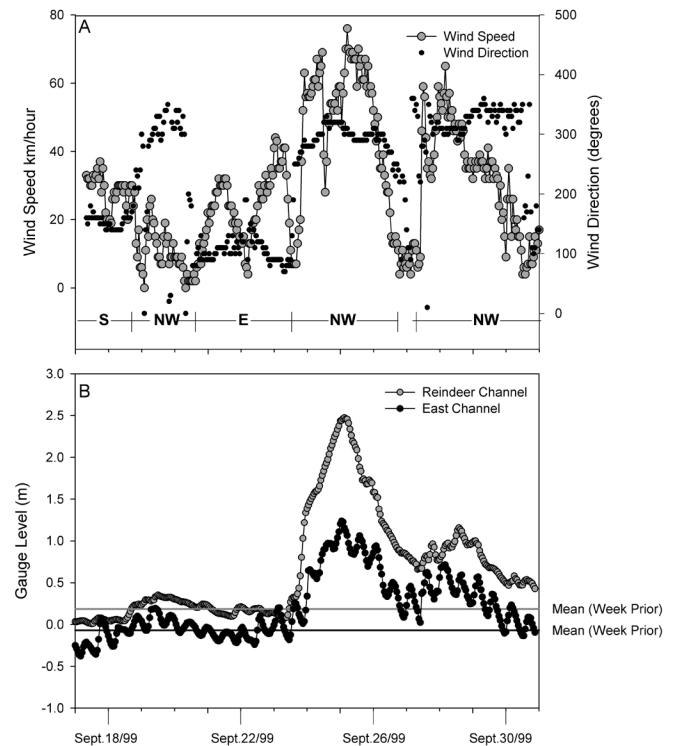 A
Wind Speed
Wind Direction
80
60
40
20
0
Wind Speed km/hour
500
400
300
200
100
0
Wind Direction (degrees)
S
NW
E
NW
NW
B
Reindeer Channel
East Channel
3.0
2.5
2.0
1.5
1.0
0.5
0.0
-0.5
-1.0
Gauge Level (m)
Mean (Week Prior)
Mean (Week Prior)
Sept.18/99
Sept.22/99
Sept.26/99
Sept.30/99